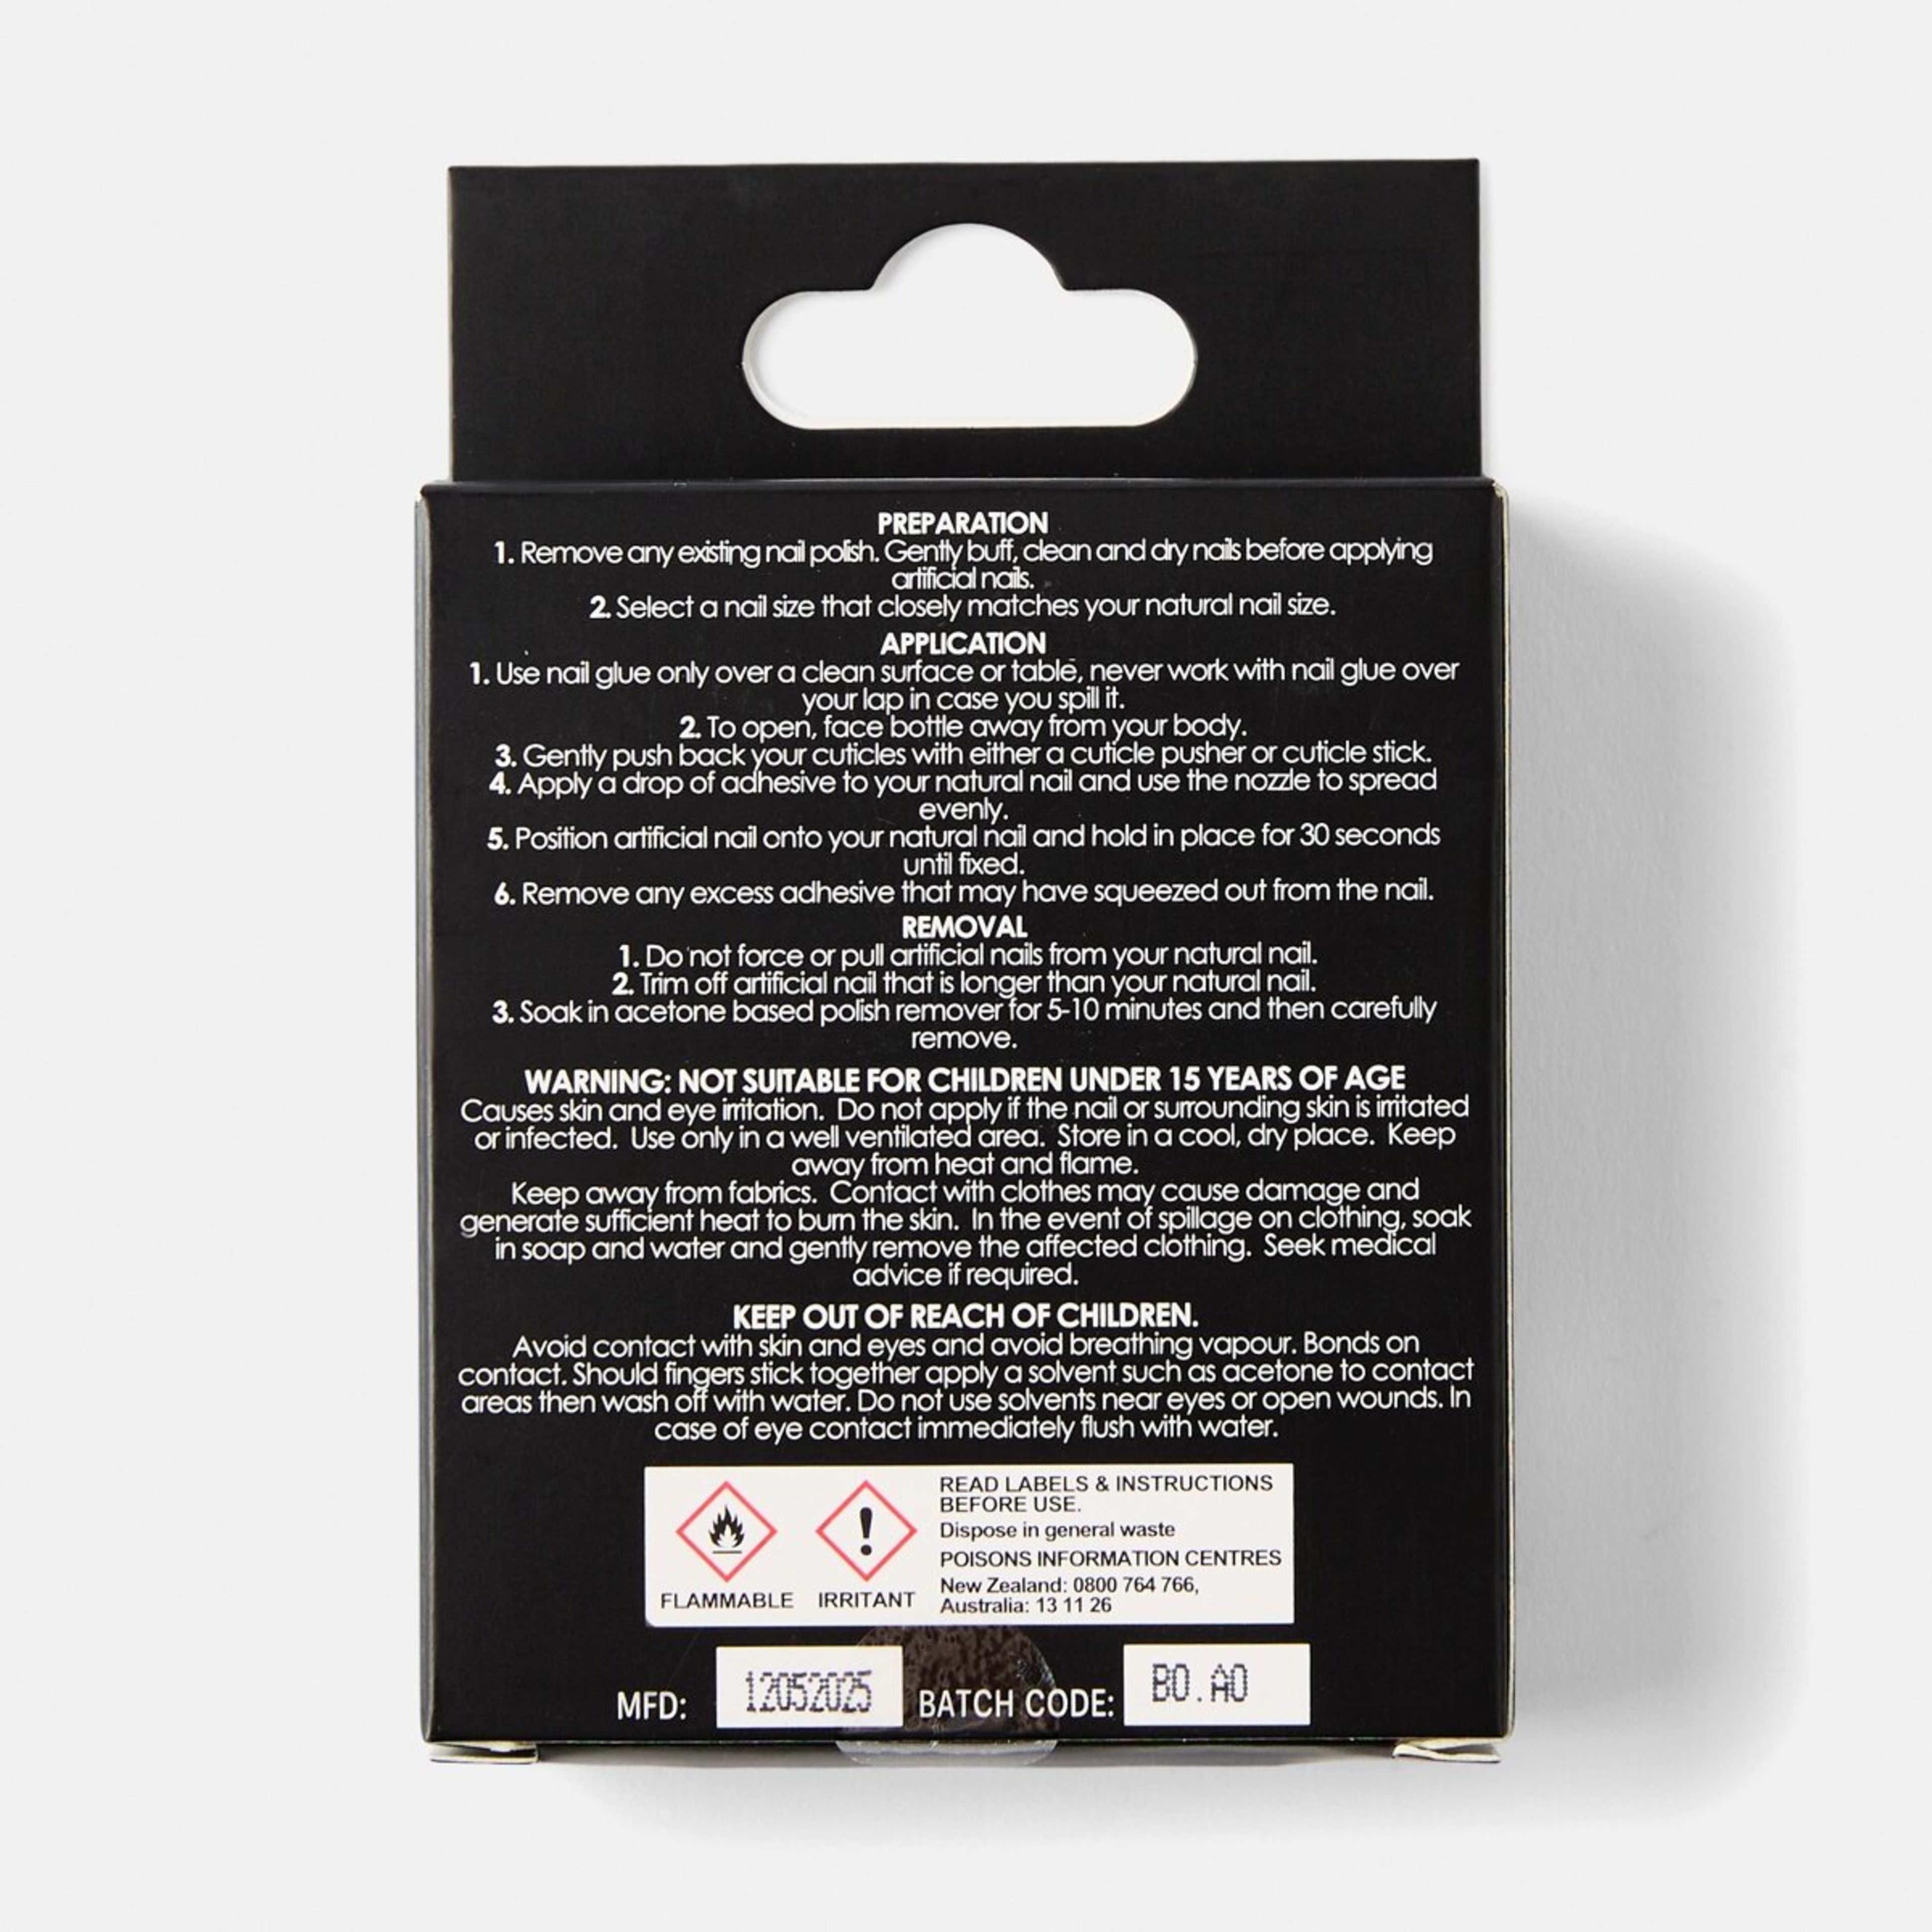 PREPARATION
1. Remove any existing nail polish. Gently buff, clean and dry nails before applying
artificial nails.
2. Select a nail size that closely matches your natural nail size.
APPLICATION
1. Use nail glue only over a clean surface or table, never work with nail glue over
your lap in case you spill it.
2. To open, face bottle away from your body.
3. Gently push back your cuticles with either a cuticle pusher or cuticle stick.
4. Apply a drop of adhesive to your natural nail and use the nozzle to spread
evenly.
5. Position artificial nail onto your natural nail and hold in place for 30 seconds
until fixed.
6. Remove any excess adhesive that may have squeezed out from the nail.
REMOVAL
1. Do not force or pull artificial nails from your natural nail.
2. Trim off artificial nail that is longer than your natural nail.
3. Soak in acetone based polish remover for 5-10 minutes and then carefully
remove.
WARNING: NOT SUITABLE FOR CHILDREN UNDER 15 YEARS OF AGE
Causes skin and eye irritation. Do not apply if the nail or surrounding skin is irritated
or infected. Use only in a well ventilated area. Store in a cool, dry place. Keep
away from heat and flame.
Keep away from fabrics. Contact with clothes may cause damage and
generate sufficient heat to burn the skin. In the event of spillage on clothing, soak
in soap and water and gently remove the affected clothing. Seek medical
advice if required.
KEEP OUT OF REACH OF CHILDREN.
Avoid contact with skin and eyes and avoid breathing vapour. Bonds on
contact. Should fingers stick together apply a solvent such as acetone to contact
areas then wash off with water. Do not use solvents near eyes or open wounds. In
case of eye contact immediately flush with water.
FLAMMABLE IRRITANT
READ LABELS & INSTRUCTIONS
BEFORE USE.
Dispose in general waste
POISONS INFORMATION CENTRES
New Zealand: 0800 764 766,
Australia: 13 11 26
MFD: 12052025 BATCH CODE: BO.AO